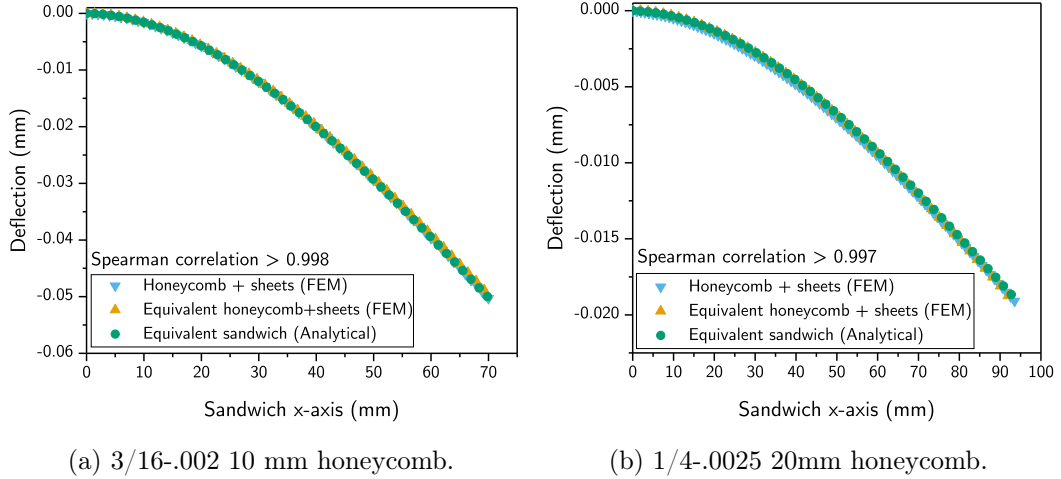 0.00
-0.01
-0.02
-0.03
-0.04
-0.05
-0.06
Deflection (mm)
Spearman correlation > 0.998
Honeycomb + sheets (FEM)
Equivalent honeycomb+sheets (FEM)
Equivalent sandwich (Analytical)
0 10 20 30 40 50 60 70
Sandwich x-axis (mm)
(a) 3/16-.002 10 mm honeycomb.
0.000
-0.005
-0.010
-0.015
-0.020
Deflection (mm)
Spearman correlation > 0.997
Honeycomb + sheets (FEM)
Equivalent honeycomb + sheets (FEM)
Equivalent sandwich (Analytical)
0 10 20 30 40 50 60 70 80 90 100
Sandwich x-axis (mm)
(b) 1/4-.0025 20mm honeycomb.